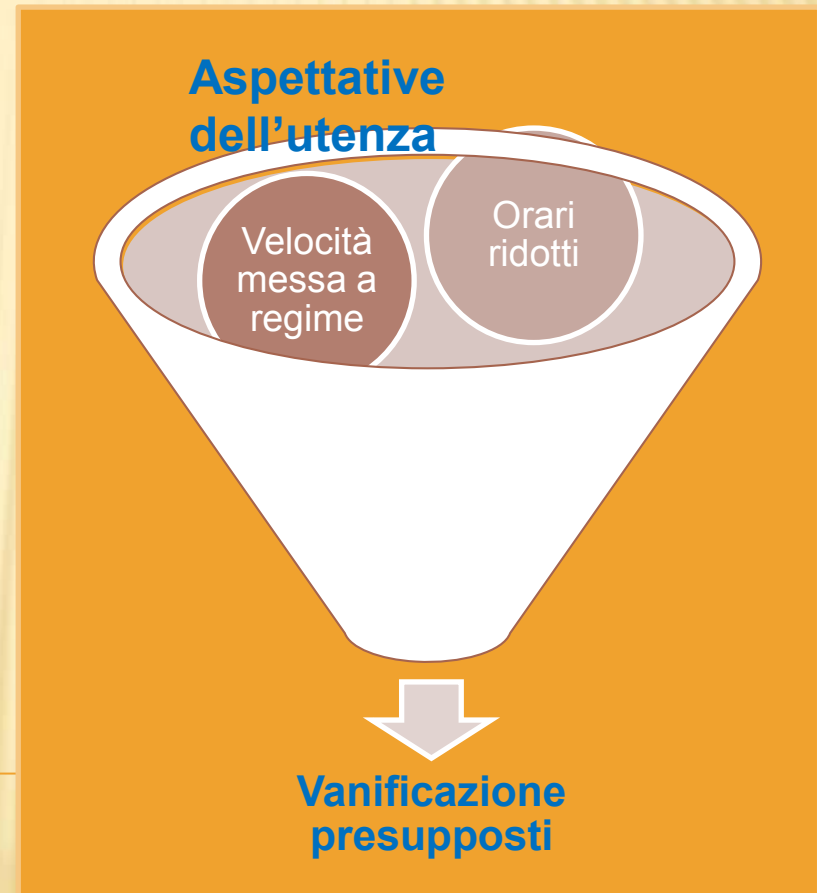 Aspettative
dell’utenza
Velocità
messa a
regime
Orari
ridotti
Vanificazione
presupposti